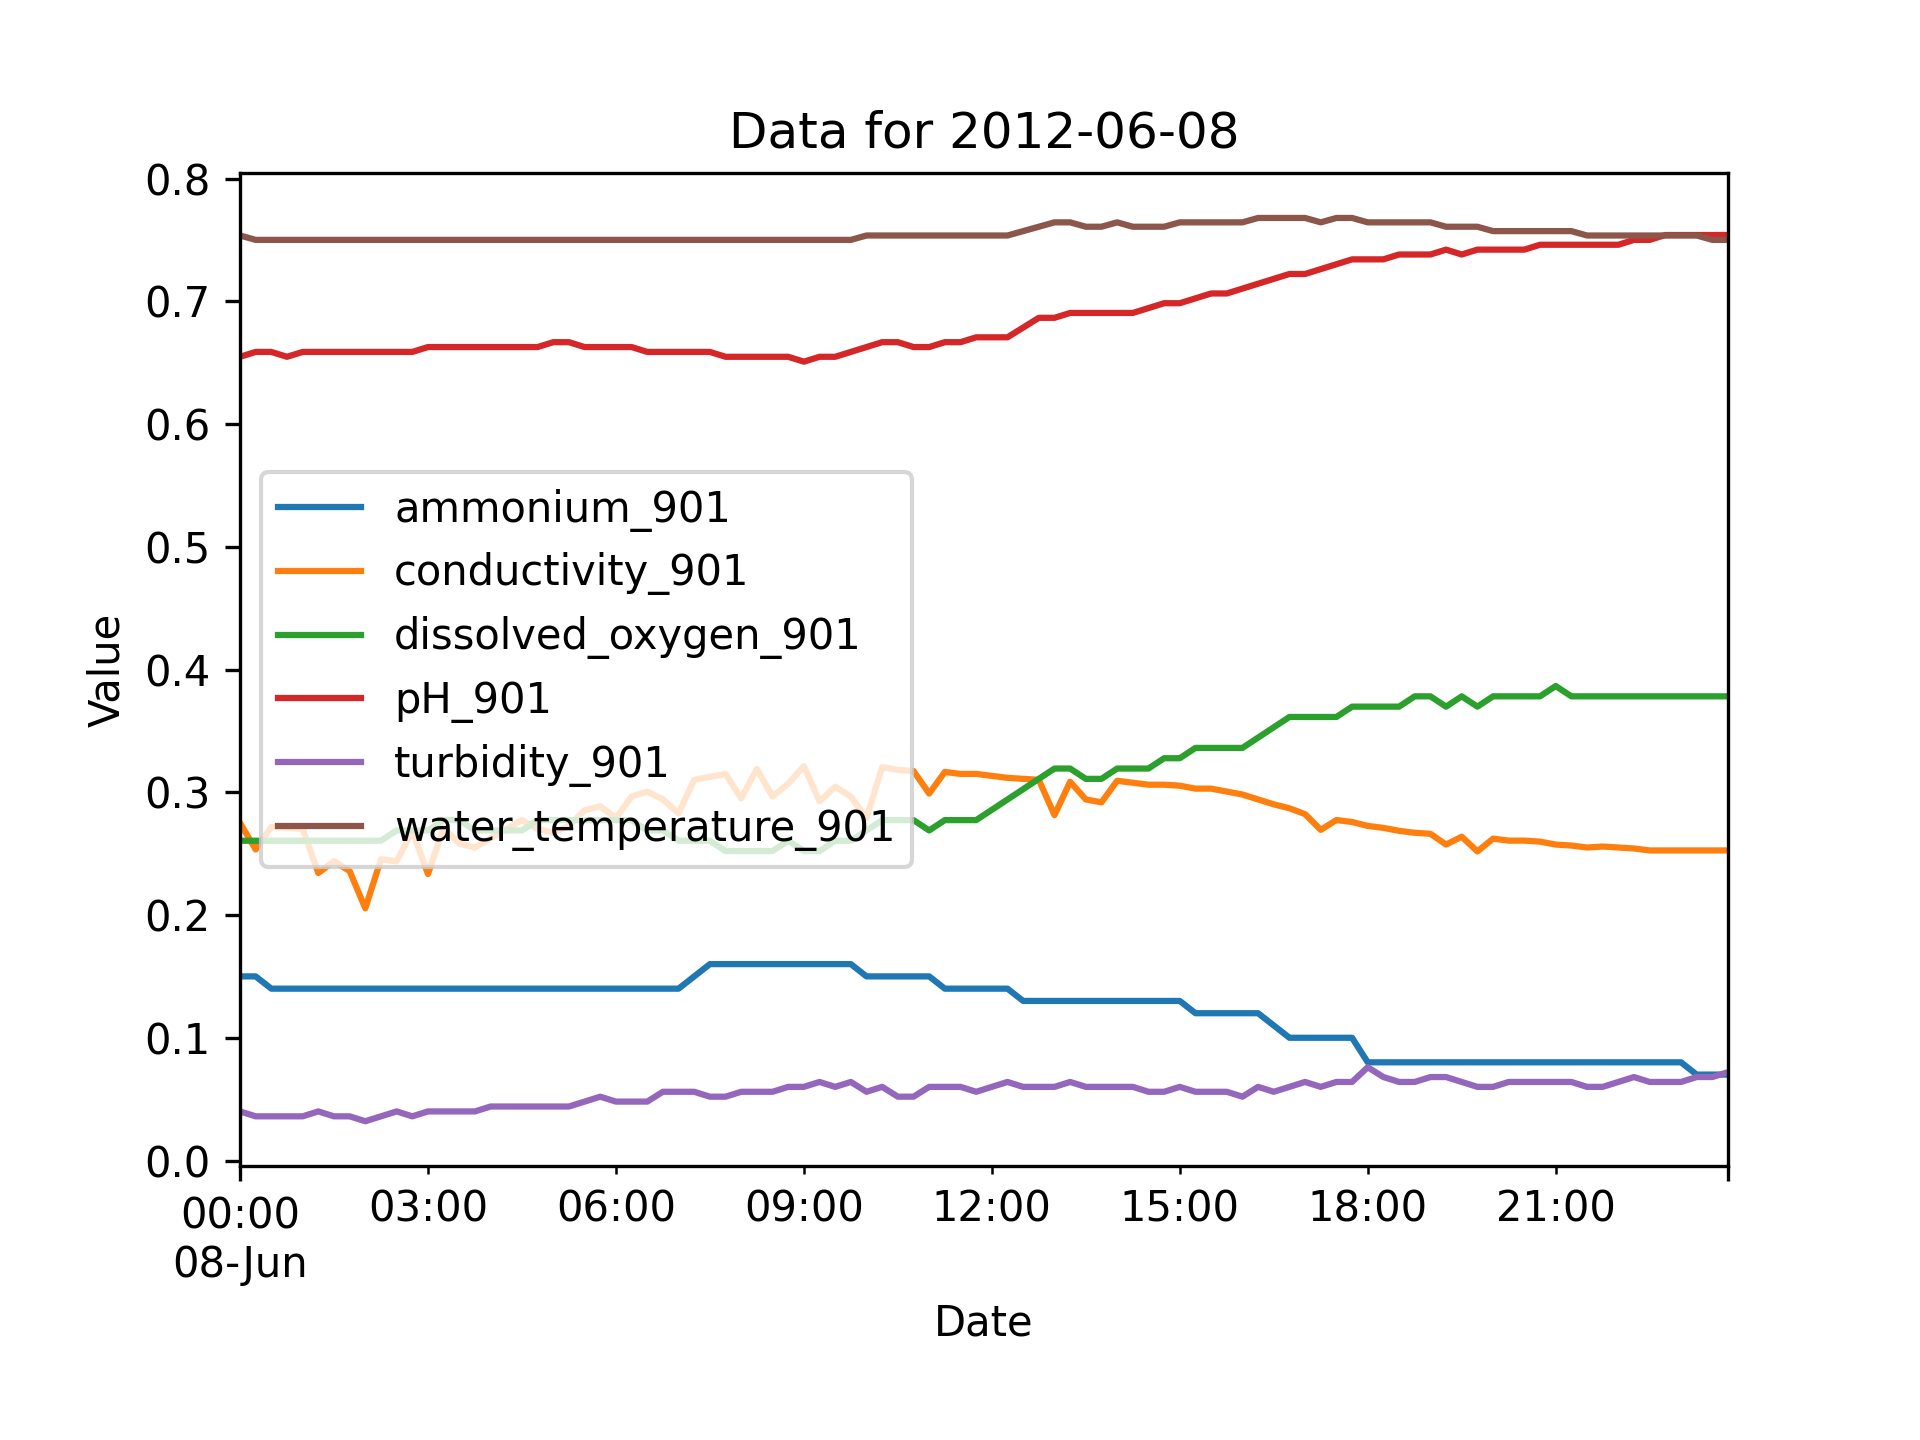 Data for 2012-06-08
0.8
0.7
0.6
0.5
0.4
0.3
0.2
0.1
0.0
Value
ammonium_901
conductivity_901
dissolved_oxygen_901
pH_901
turbidity_901
water_temperature_901
00:00 03:00 06:00 09:00 12:00 15:00 18:00 21:00
08-Jun
Date